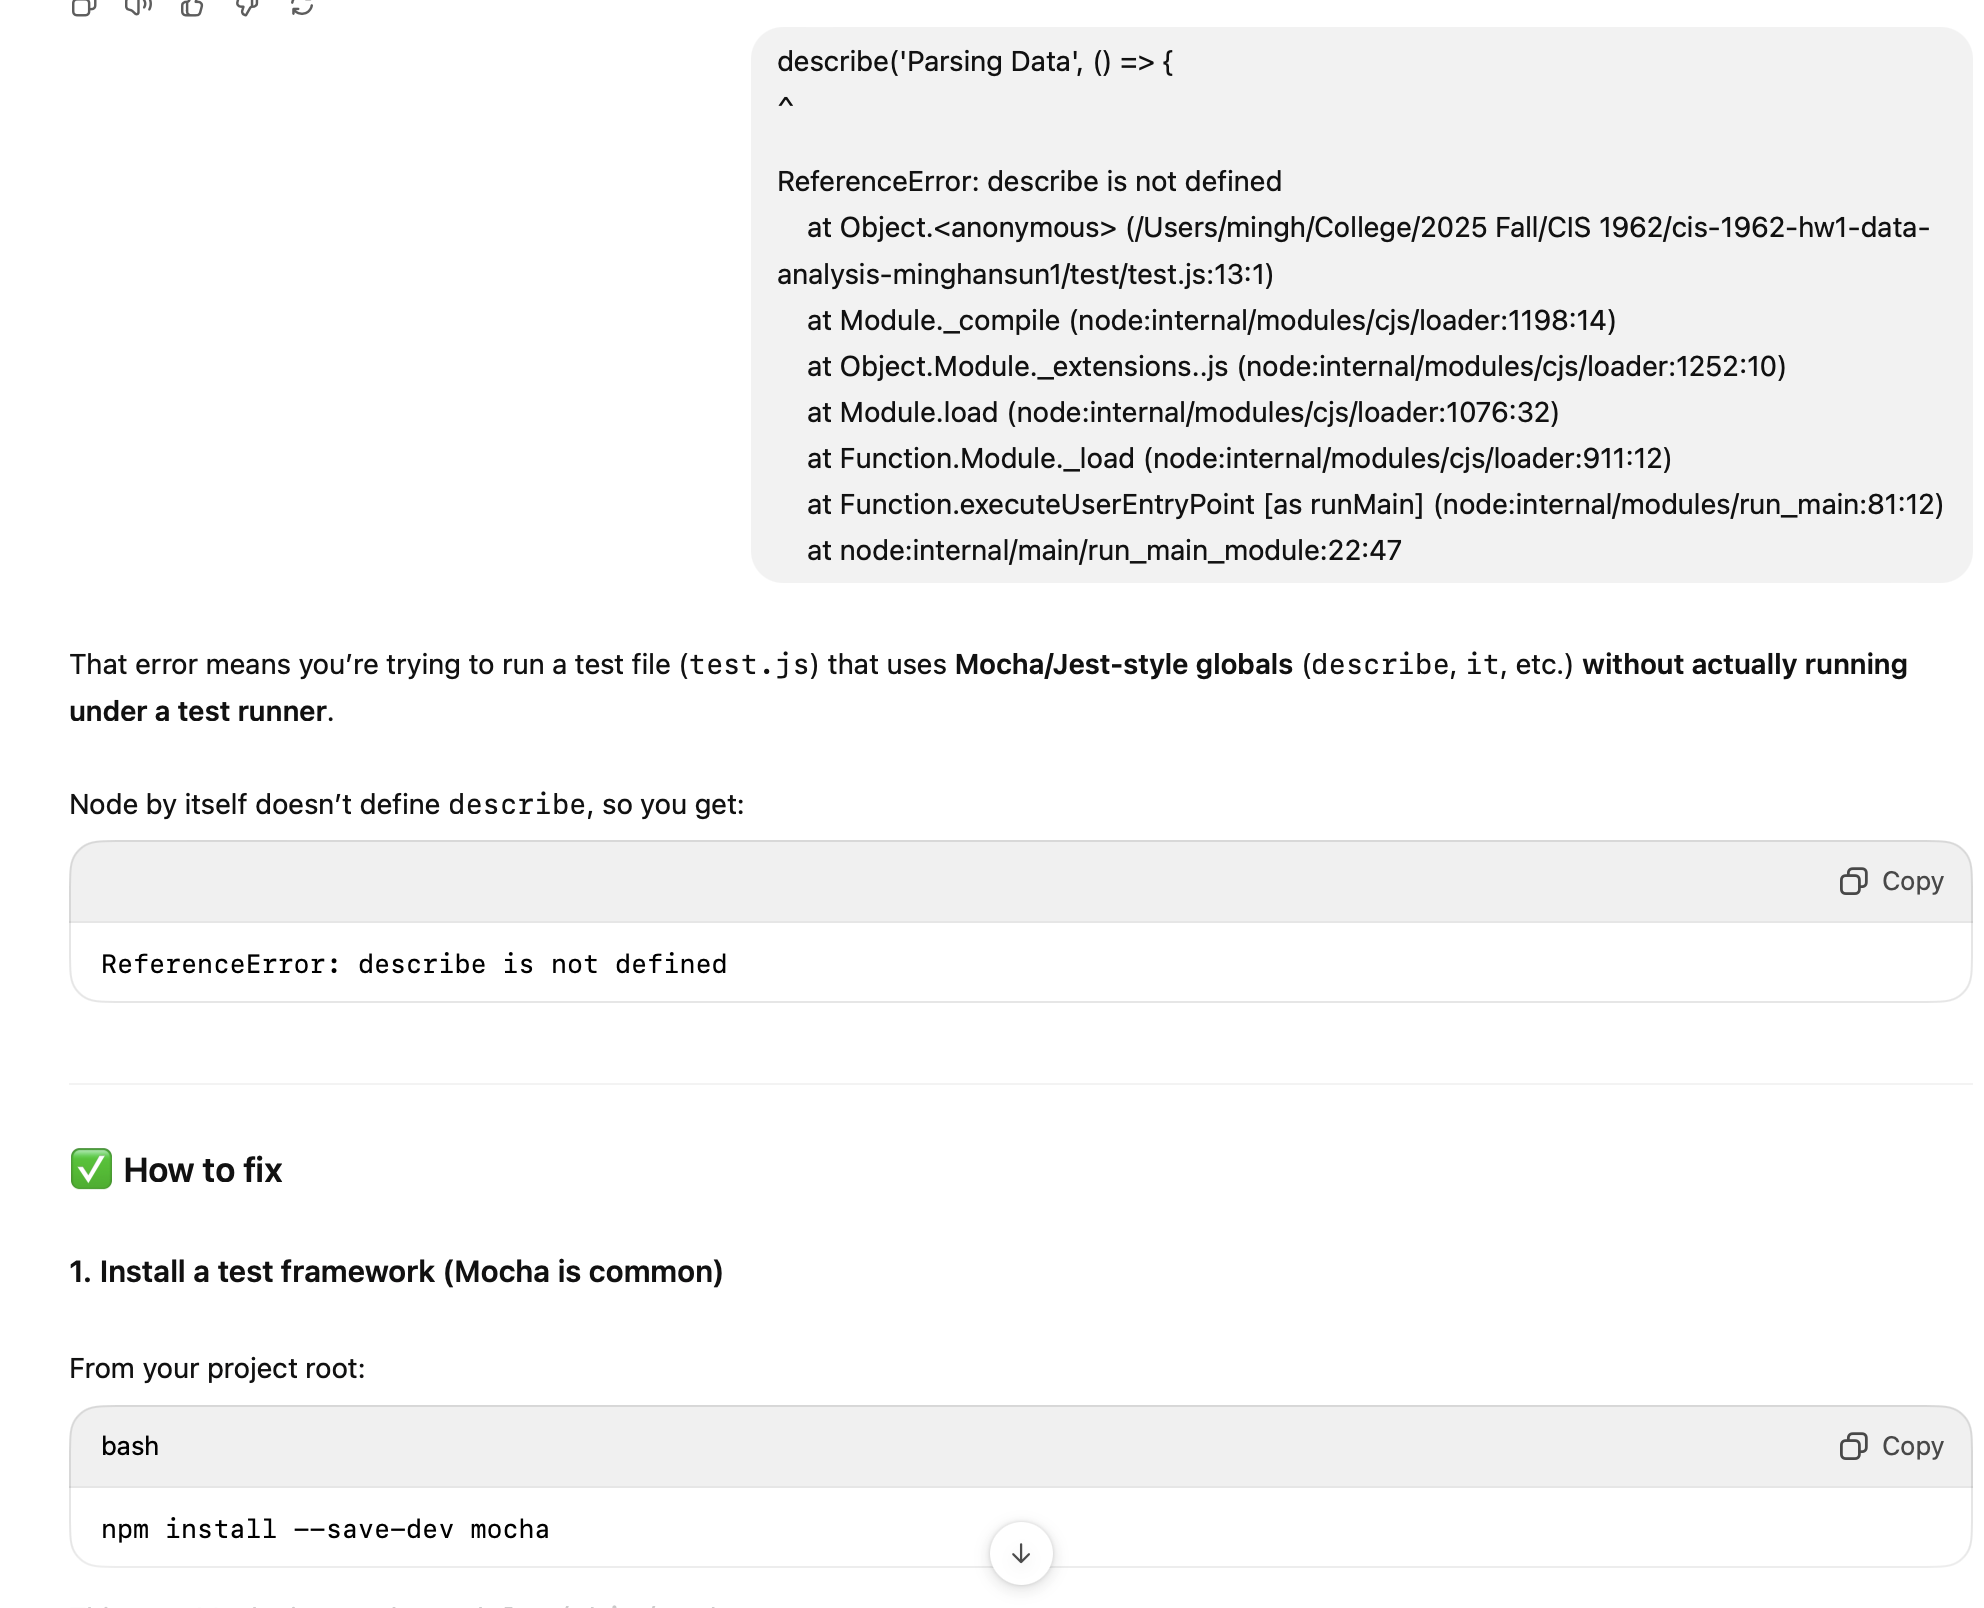 describe('Parsing Data', () => {
^
ReferenceError: describe is not defined
at Object.<anonymous> (/Users/mingh/College/2025 Fall/CIS 1962/cis-1962-hw1-data-
analysis-minghansun1/test/test.js:13:1)
at Module._compile (node:internal/modules/cjs/loader:1198:14)
at Object.Module._extensions..js (node:internal/modules/cjs/loader:1252:10)
at Module.load (node:internal/modules/cjs/loader:1076:32)
at Function.Module._load (node:internal/modules/cjs/loader:911:12)
at Function.executeUserEntryPoint [as runMain] (node:internal/modules/run_main:81:12)
at node:internal/main/run_main_module:22:47
That error means you’re trying to run a test file (test.js) that uses Mocha/Jest-style globals (describe, it, etc.) without actually running
under a test runner.
Node by itself doesn’t define describe, so you get:
Copy
ReferenceError: describe is not defined
How to fix
1. Install a test framework (Mocha is common)
From your project root:
bash
Copy
npm install --save-dev mocha